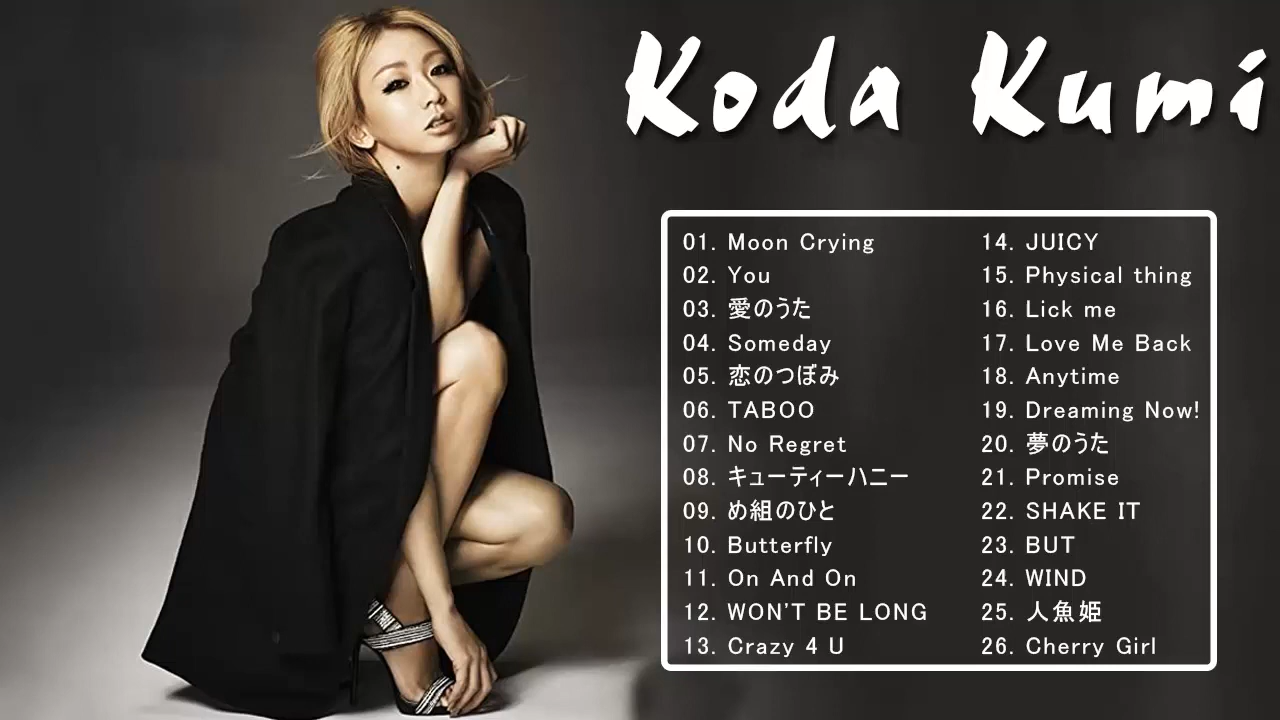 Koda Kumi
01. Moon Crying
02. You
03. 愛のうた
04. Someday
05. 恋のつぼみ
06. TABOO
07. No Regret
08. キューティーハニー
09. め組のひと
10. Butterfly
11. On And On
12. WON'T BE LONG
13. Crazy 4 U
14. JUICY
15. Physical thing
16. Lick me
17. Love Me Back
18. Anytime
19. Dreaming Now!
20. 夢のうた
21. Promise
22. SHAKE IT
23. BUT
24. WIND
25. 人魚姫
26. Cherry Girl